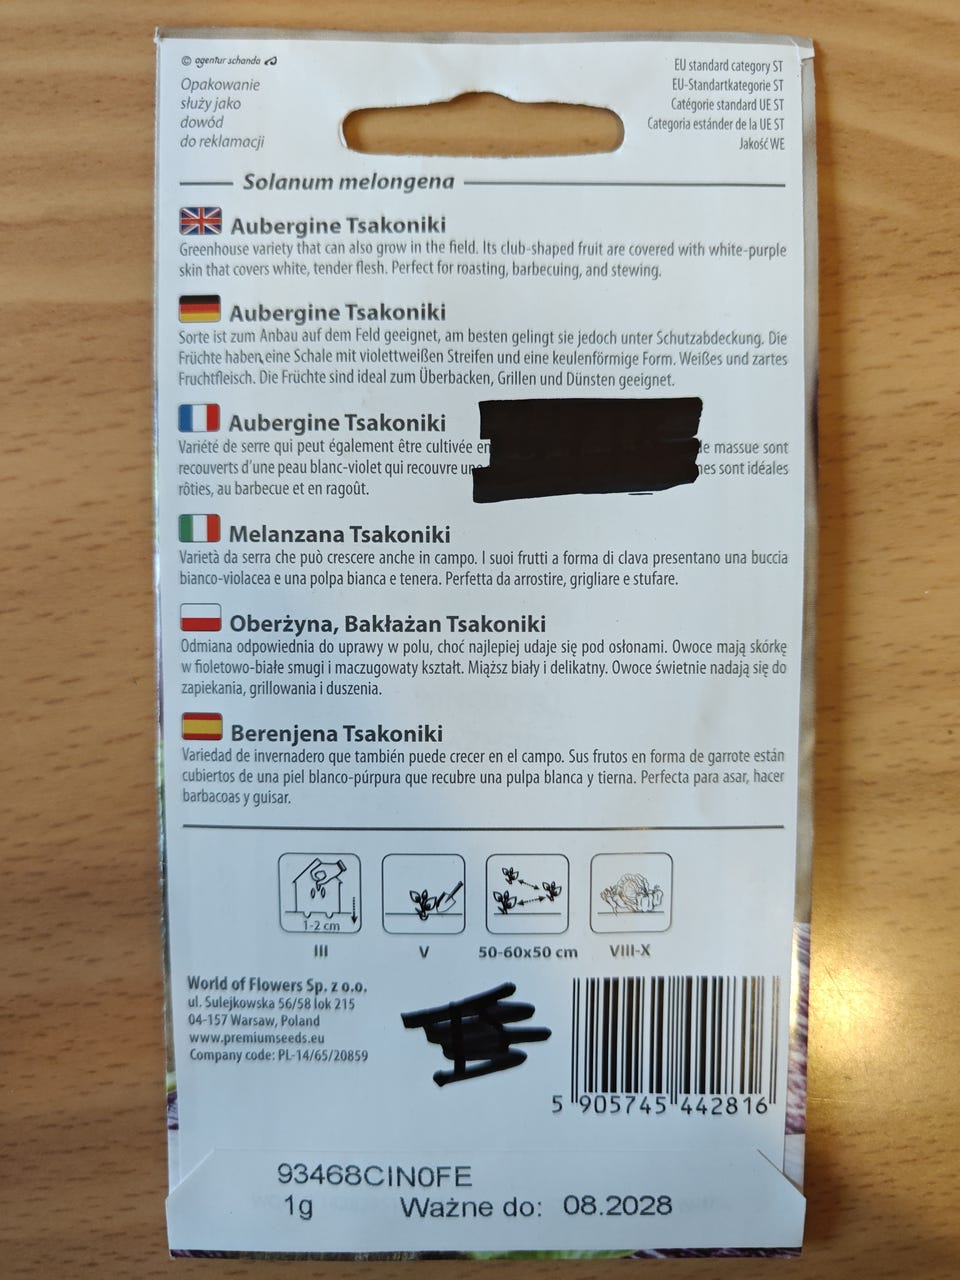 © agentur schanda
Opakowanie
służy jako
dowód
do reklamacji
EU standard category ST
EU-Standartkategorie ST
Catégorie standard UE ST
Categoria estánder de la UE ST
Jakość WE
Solanum melongena
Aubergine Tsakoniki
Greenhouse variety that can also grow in the field. Its club-shaped fruit are covered with white-purple
skin that covers white, tender flesh. Perfect for roasting, barbecuing, and stewing.
Aubergine Tsakoniki
Sorte ist zum Anbau auf dem Feld geeignet, am besten gelingt sie jedoch unter Schutzabdeckung. Die
Früchte haben eine Schale mit violettweißen Streifen und eine keulenförmige Form. Weißes und zartes
Fruchtfleisch. Die Früchte sind ideal zum Überbacken, Grillen und Dünsten geeignet.
Aubergine Tsakoniki
Variété de serre qui peut également être cultivée en de massue sont
recouverts d'une peau blanc-violet qui recouvre sont idéales
rôties, au barbecue et en ragoût.
Melanzana Tsakoniki
Varietà da serra che può crescere anche in campo. I suoi frutti a forma di clava presentano una buccia
bianco-violacea e una polpa bianca e tenera. Perfetta da arrostire, grigliare e stufare.
Oberżyna, Bakłażan Tsakoniki
Odmiana odpowiednia do uprawy w polu, choć najlepiej udaje się pod osłonami. Owoce mają skórkę
w fioletowo-białe smugi i maczugowaty kształt. Miąższ biały i delikatny. Owoce świetnie nadają się do
zapiekania, grillowania i duszenia.
Berenjena Tsakoniki
Variedad de invernadero que también puede crecer en el campo. Sus frutos en forma de garrote están
cubiertos de una piel blanco-púrpura que recubre una pulpa blanca y tierna. Perfecta para asar, hacer
barbacoas y guisar.
1-2 cm
III V 50-60x50 cm VIII-X
World of Flowers Sp. z o.o.
ul. Sulejkowska 56/58 lok 215
04-157 Warsaw, Poland
www.premiumseeds.eu
Company code: PL-14/65/20859
5 905745 442816
93468CIN0FE
1g Ważne do: 08.2028